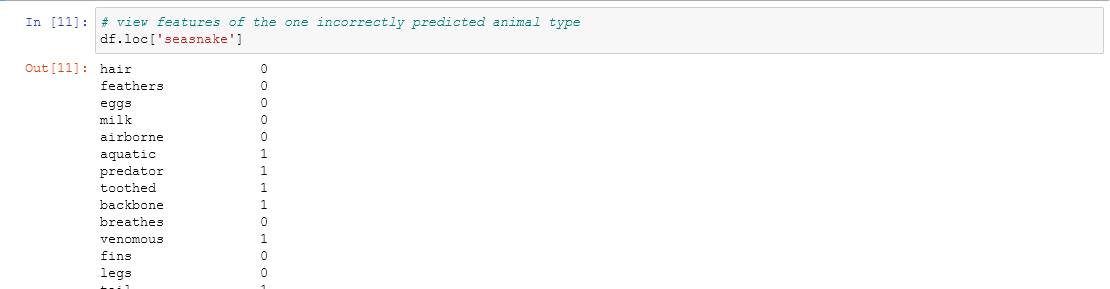 In [11]: # view features of the one incorrectly predicted animal type
df.loc['seasnake']
Out[11]: hair 0
feathers 0
eggs 0
milk 0
airborne 0
aquatic 1
predator 1
toothed 1
backbone 1
breathes 0
venomous 1
fins 0
legs 0